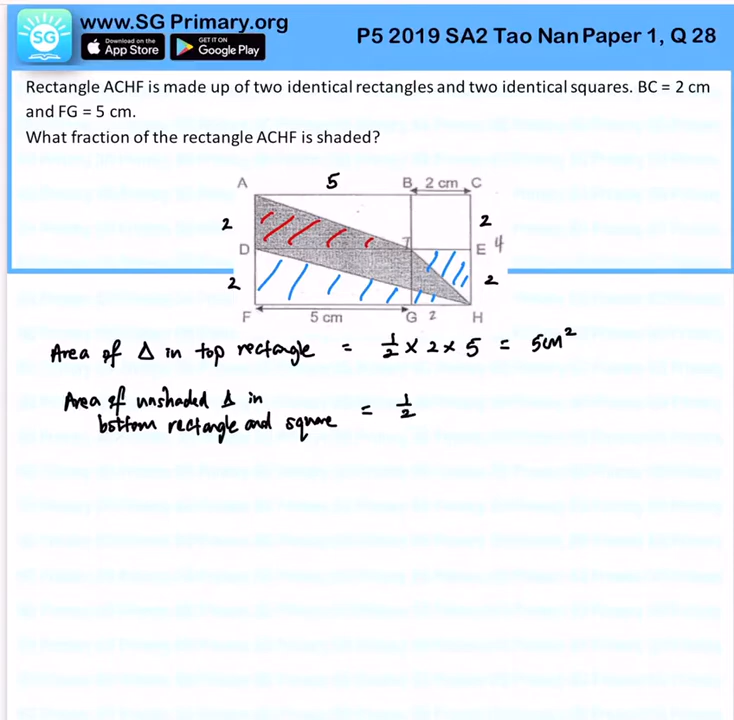 www.SG Primary.org
SG
Download on the
App Store
GET IT ON
Google Play
P5 2019 SA2 Tao Nan Paper 1, Q 28
Rectangle ACHF is made up of two identical rectangles and two identical squares. BC = 2 cm
and FG = 5 cm.
What fraction of the rectangle ACHF is shaded?
A 5 B 2 cm C
2 2
D I E 4
2 2
F 5 cm G 2 H
Area of Δ in top rectangle = 1/2 × 2 × 5 = 5cm²
Area of unshaded Δ in
bottom rectangle and square = 1/2